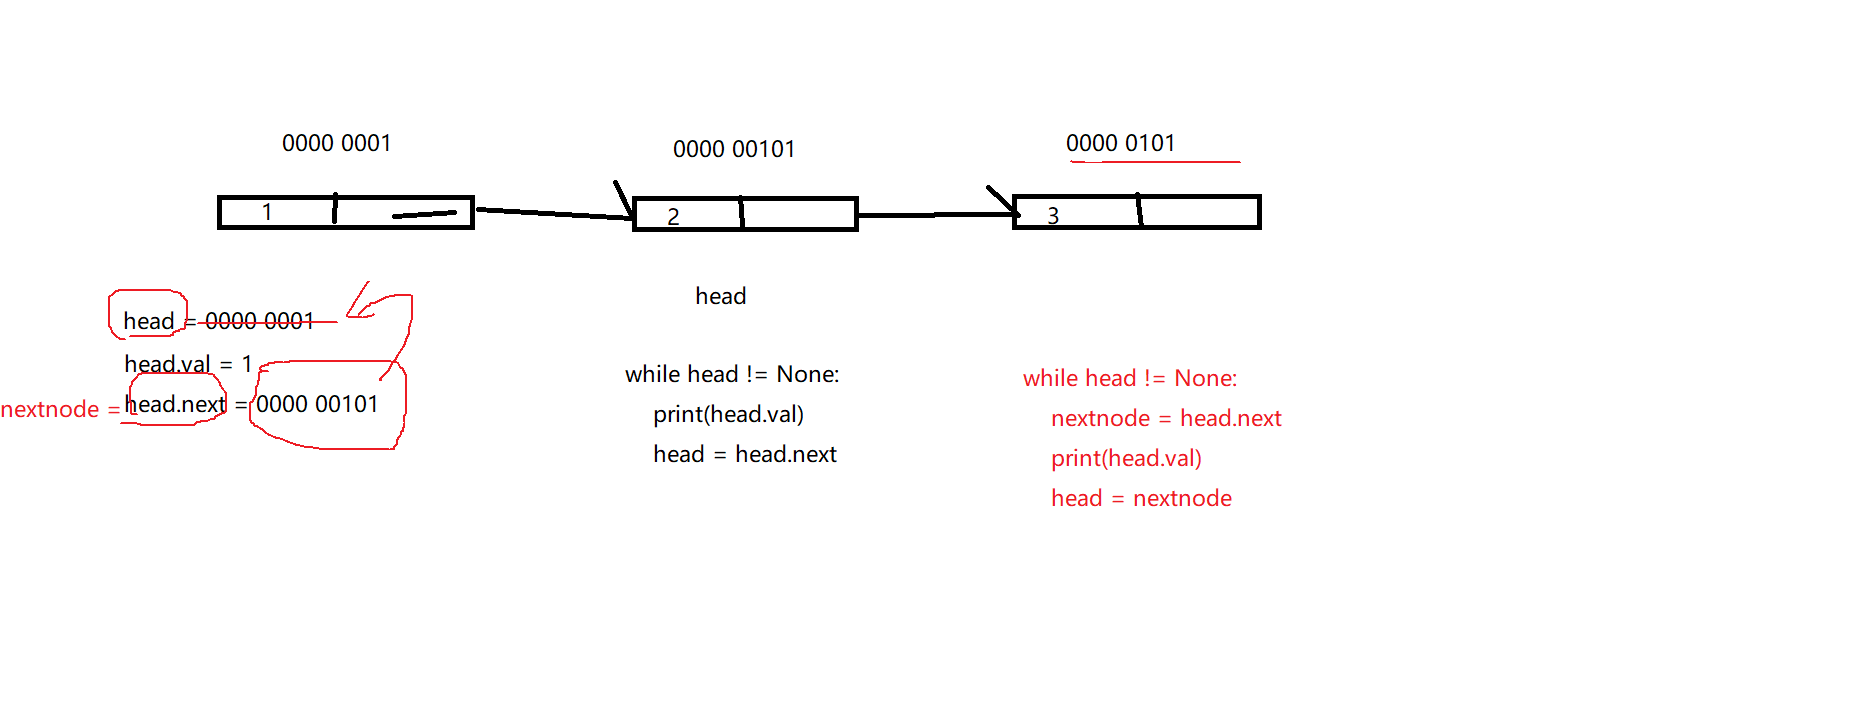 0000 0001
0000 00101
0000 0101
1
2
3
head = 0000 0001
head.val = 1
nextnode = head.next = 0000 00101
head
while head != None:
print(head.val)
head = head.next
while head != None:
nextnode = head.next
print(head.val)
head = nextnode